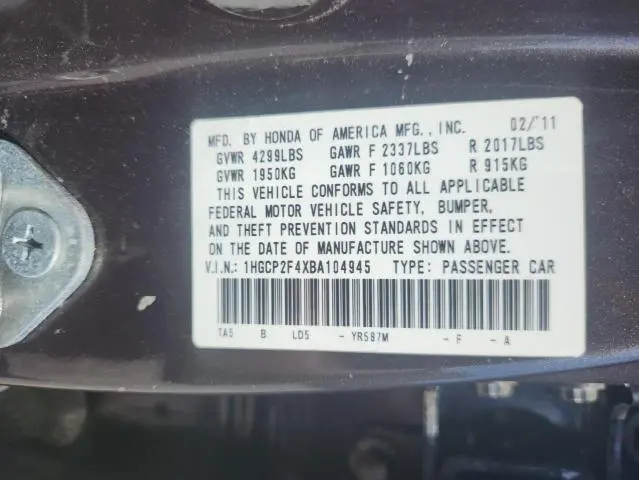 MFD. BY HONDA OF AMERICA MFG., INC. 02/'11
GVWR 4299LBS GAWR F 2337LBS R 2017LBS
GVWR 1950KG GAWR F 1060KG R 915KG
THIS VEHICLE CONFORMS TO ALL APPLICABLE
FEDERAL MOTOR VEHICLE SAFETY, BUMPER,
AND THEFT PREVENTION STANDARDS IN EFFECT
ON THE DATE OF MANUFACTURE SHOWN ABOVE.
V.I.N.: 1HGCP2F4XBA104945 TYPE: PASSENGER CAR
TA5 B LD5 - YR587M - F - A